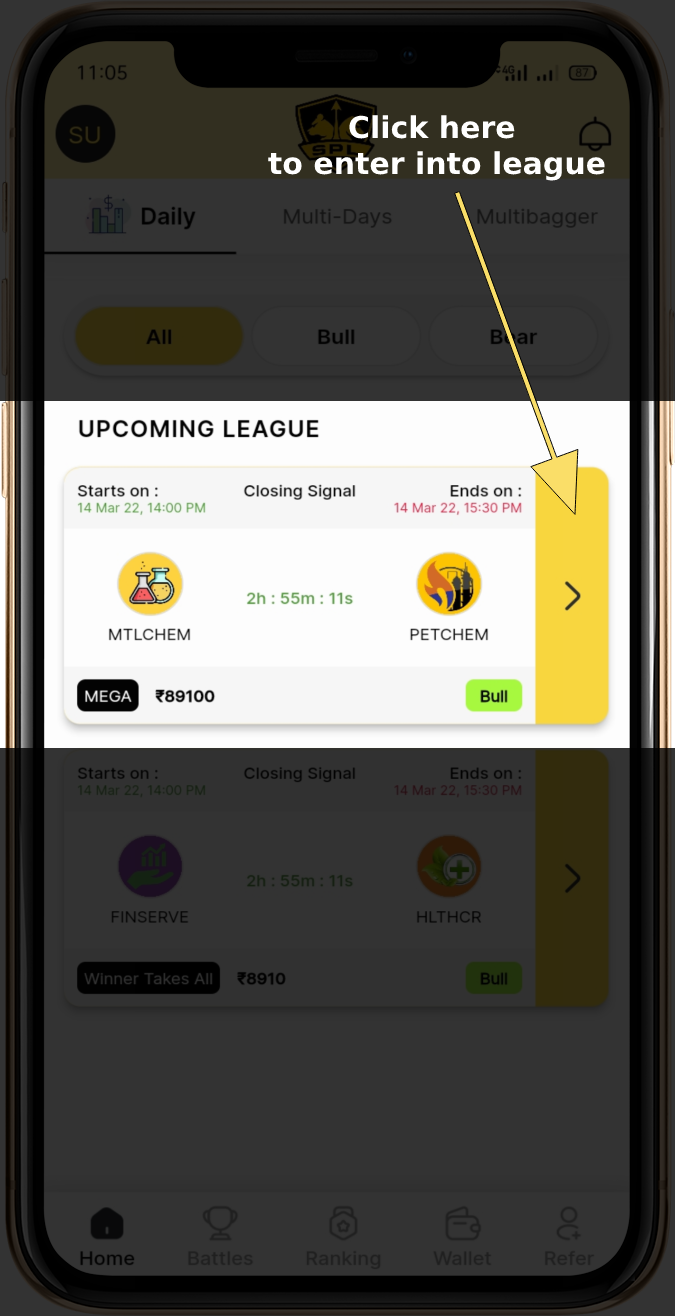 11:05
4G
87
SU
SPL
Click here
to enter into league
Daily
Multi-Days
Multibagger
All
Bull
Bear
UPCOMING LEAGUE
Starts on :
Closing Signal
Ends on :
14 Mar 22, 14:00 PM
14 Mar 22, 15:30 PM
2h : 55m : 11s
MTLCHEM
PETCHEM
MEGA
₹89100
Bull
Starts on :
Closing Signal
Ends on :
14 Mar 22, 14:00 PM
14 Mar 22, 15:30 PM
2h : 55m : 11s
FINSERVE
HLTHCR
Winner Takes All
₹8910
Bull
Home
Battles
Ranking
Wallet
Refer